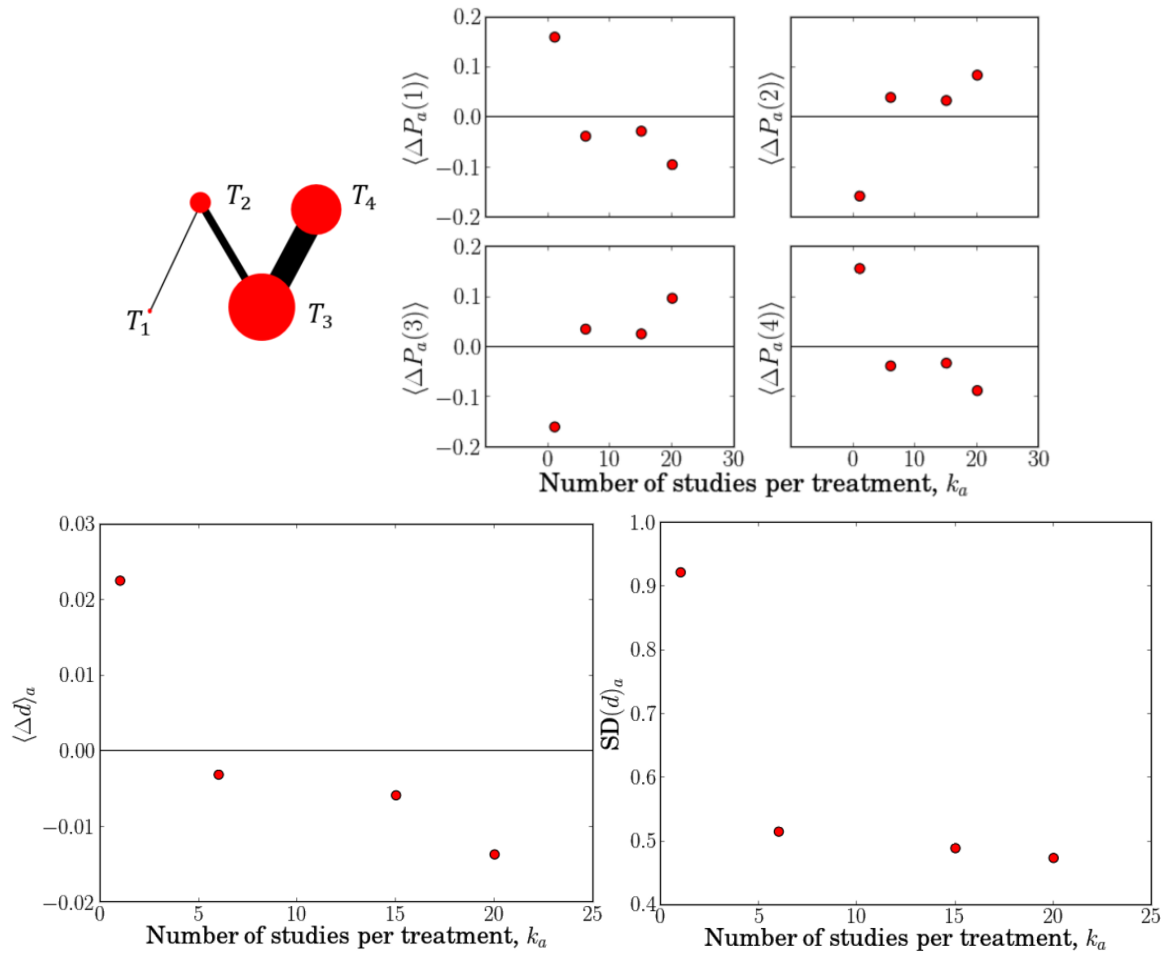 T₁
T₂
T₃
T₄
⟨ΔPₐ(1)⟩
0.2
0.1
0.0
−0.1
−0.2
⟨ΔPₐ(2)⟩
⟨ΔPₐ(3)⟩
0.2
0.1
0.0
−0.1
−0.2
0 10 20 30
⟨ΔPₐ(4)⟩
0 10 20 30
Number of studies per treatment, kₐ
⟨Δd⟩ₐ
0.03
0.02
0.01
0.00
−0.01
−0.02
0 5 10 15 20 25
Number of studies per treatment, kₐ
SD(d)ₐ
1.0
0.9
0.8
0.7
0.6
0.5
0.4
0 5 10 15 20 25
Number of studies per treatment, kₐ